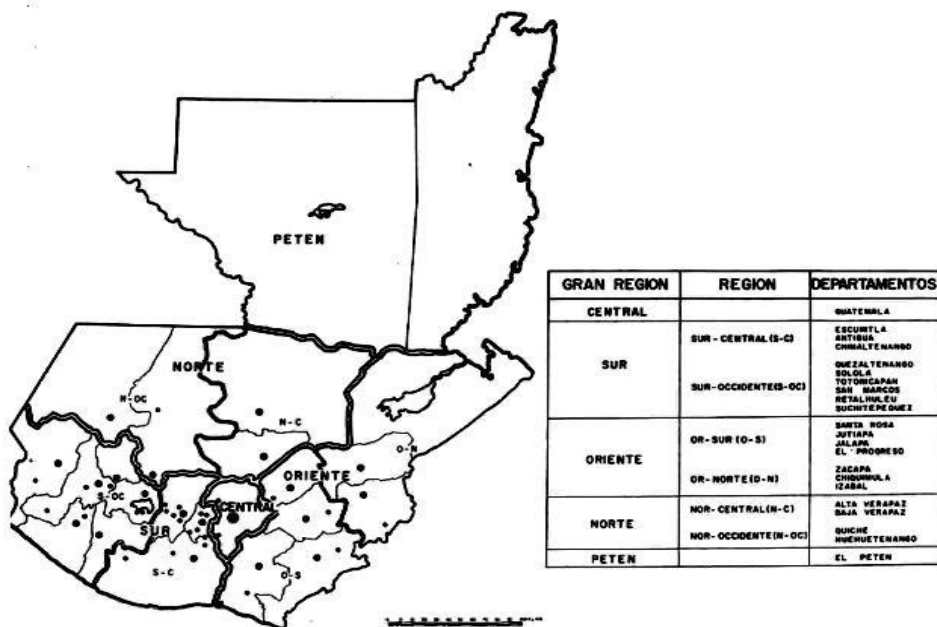 PETEN
NORTE
N-OC
N-C
O-N
ORIENTE
S-OC
CENTRAL
SUR
S-C
O-S
GRAN REGION REGION DEPARTAMENTOS
CENTRAL GUATEMALA
SUR
SUR-CENTRAL(S-C)
ESCUINTLA
ANTIGUA
CHIMALTENANGO
SUR-OCCIDENTE(S-OC)
QUEZALTENANGO
SOLOLA
TOTONICAPAN
SAN MARCOS
RETALHULEU
SUCHITEPEQUEZ
ORIENTE
OR-SUR (O-S)
SANTA ROSA
JUTIAPA
JALAPA
EL PROGRESO
OR-NORTE(O-N)
ZACAPA
CHIQUIMULA
IZABAL
NORTE
NOR-CENTRAL(N-C)
ALTA VERAPAZ
BAJA VERAPAZ
NOR-OCCIDENTE(N-OC)
QUICHE
HUEHUETENANGO
PETEN EL PETEN